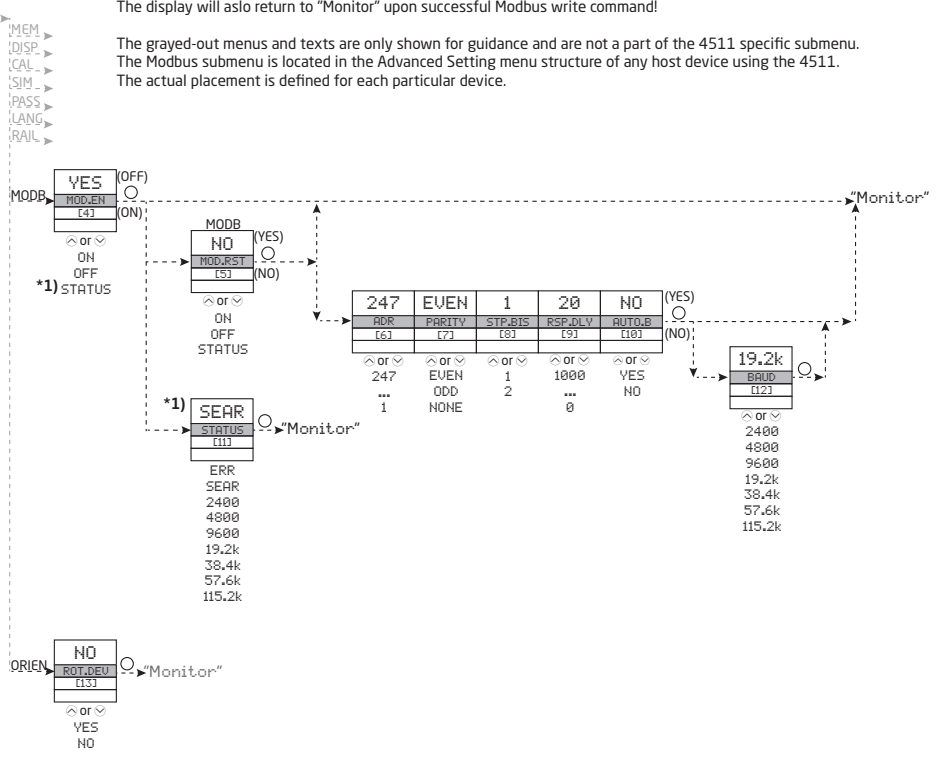 The display will aslo return to "Monitor" upon successful Modbus write command!
The grayed-out menus and texts are only shown for guidance and are not a part of the 4511 specific submenu.
The Modbus submenu is located in the Advanced Setting menu structure of any host device using the 4511.
The actual placement is defined for each particular device.
MEM
DISP
CAL
SIM
PASS
LANG
RAIL
MODB
YES
(OFF)
MOD.EN
[4]
(ON)
or
ON
OFF
*1) STATUS
"Monitor"
MODB
NO
(YES)
MOD.RST
[5]
(NO)
or
ON
OFF
STATUS
247 EVEN 1 20 NO (YES)
ADR PARITY STP.BIS RSP.DLY AUTO.B
[6] [7] [8] [9] [10] (NO)
or or or or or
247 EVEN 1 1000 YES
... ODD 2 ... NO
1 NONE 0
19.2k
BAUD
[12]
or
2400
4800
9600
19.2k
38.4k
57.6k
115.2k
*1)
SEAR
STATUS
[11]
"Monitor"
ERR
SEAR
2400
4800
9600
19.2k
38.4k
57.6k
115.2k
ORIEN
NO
ROT.DEV
[13]
"Monitor"
or
YES
NO